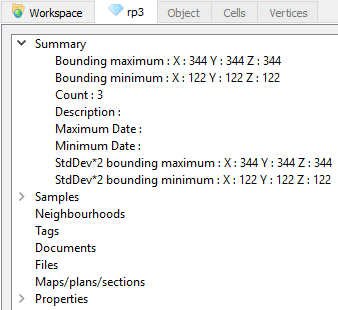 Workspace rp3 Object Cells Vertices
Summary
Bounding maximum : X : 344 Y : 344 Z : 344
Bounding minimum : X : 122 Y : 122 Z : 122
Count : 3
Description :
Maximum Date :
Minimum Date :
StdDev*2 bounding maximum : X : 344 Y : 344 Z : 344
StdDev*2 bounding minimum : X : 122 Y : 122 Z : 122
Samples
Neighbourhoods
Tags
Documents
Files
Maps/plans/sections
Properties